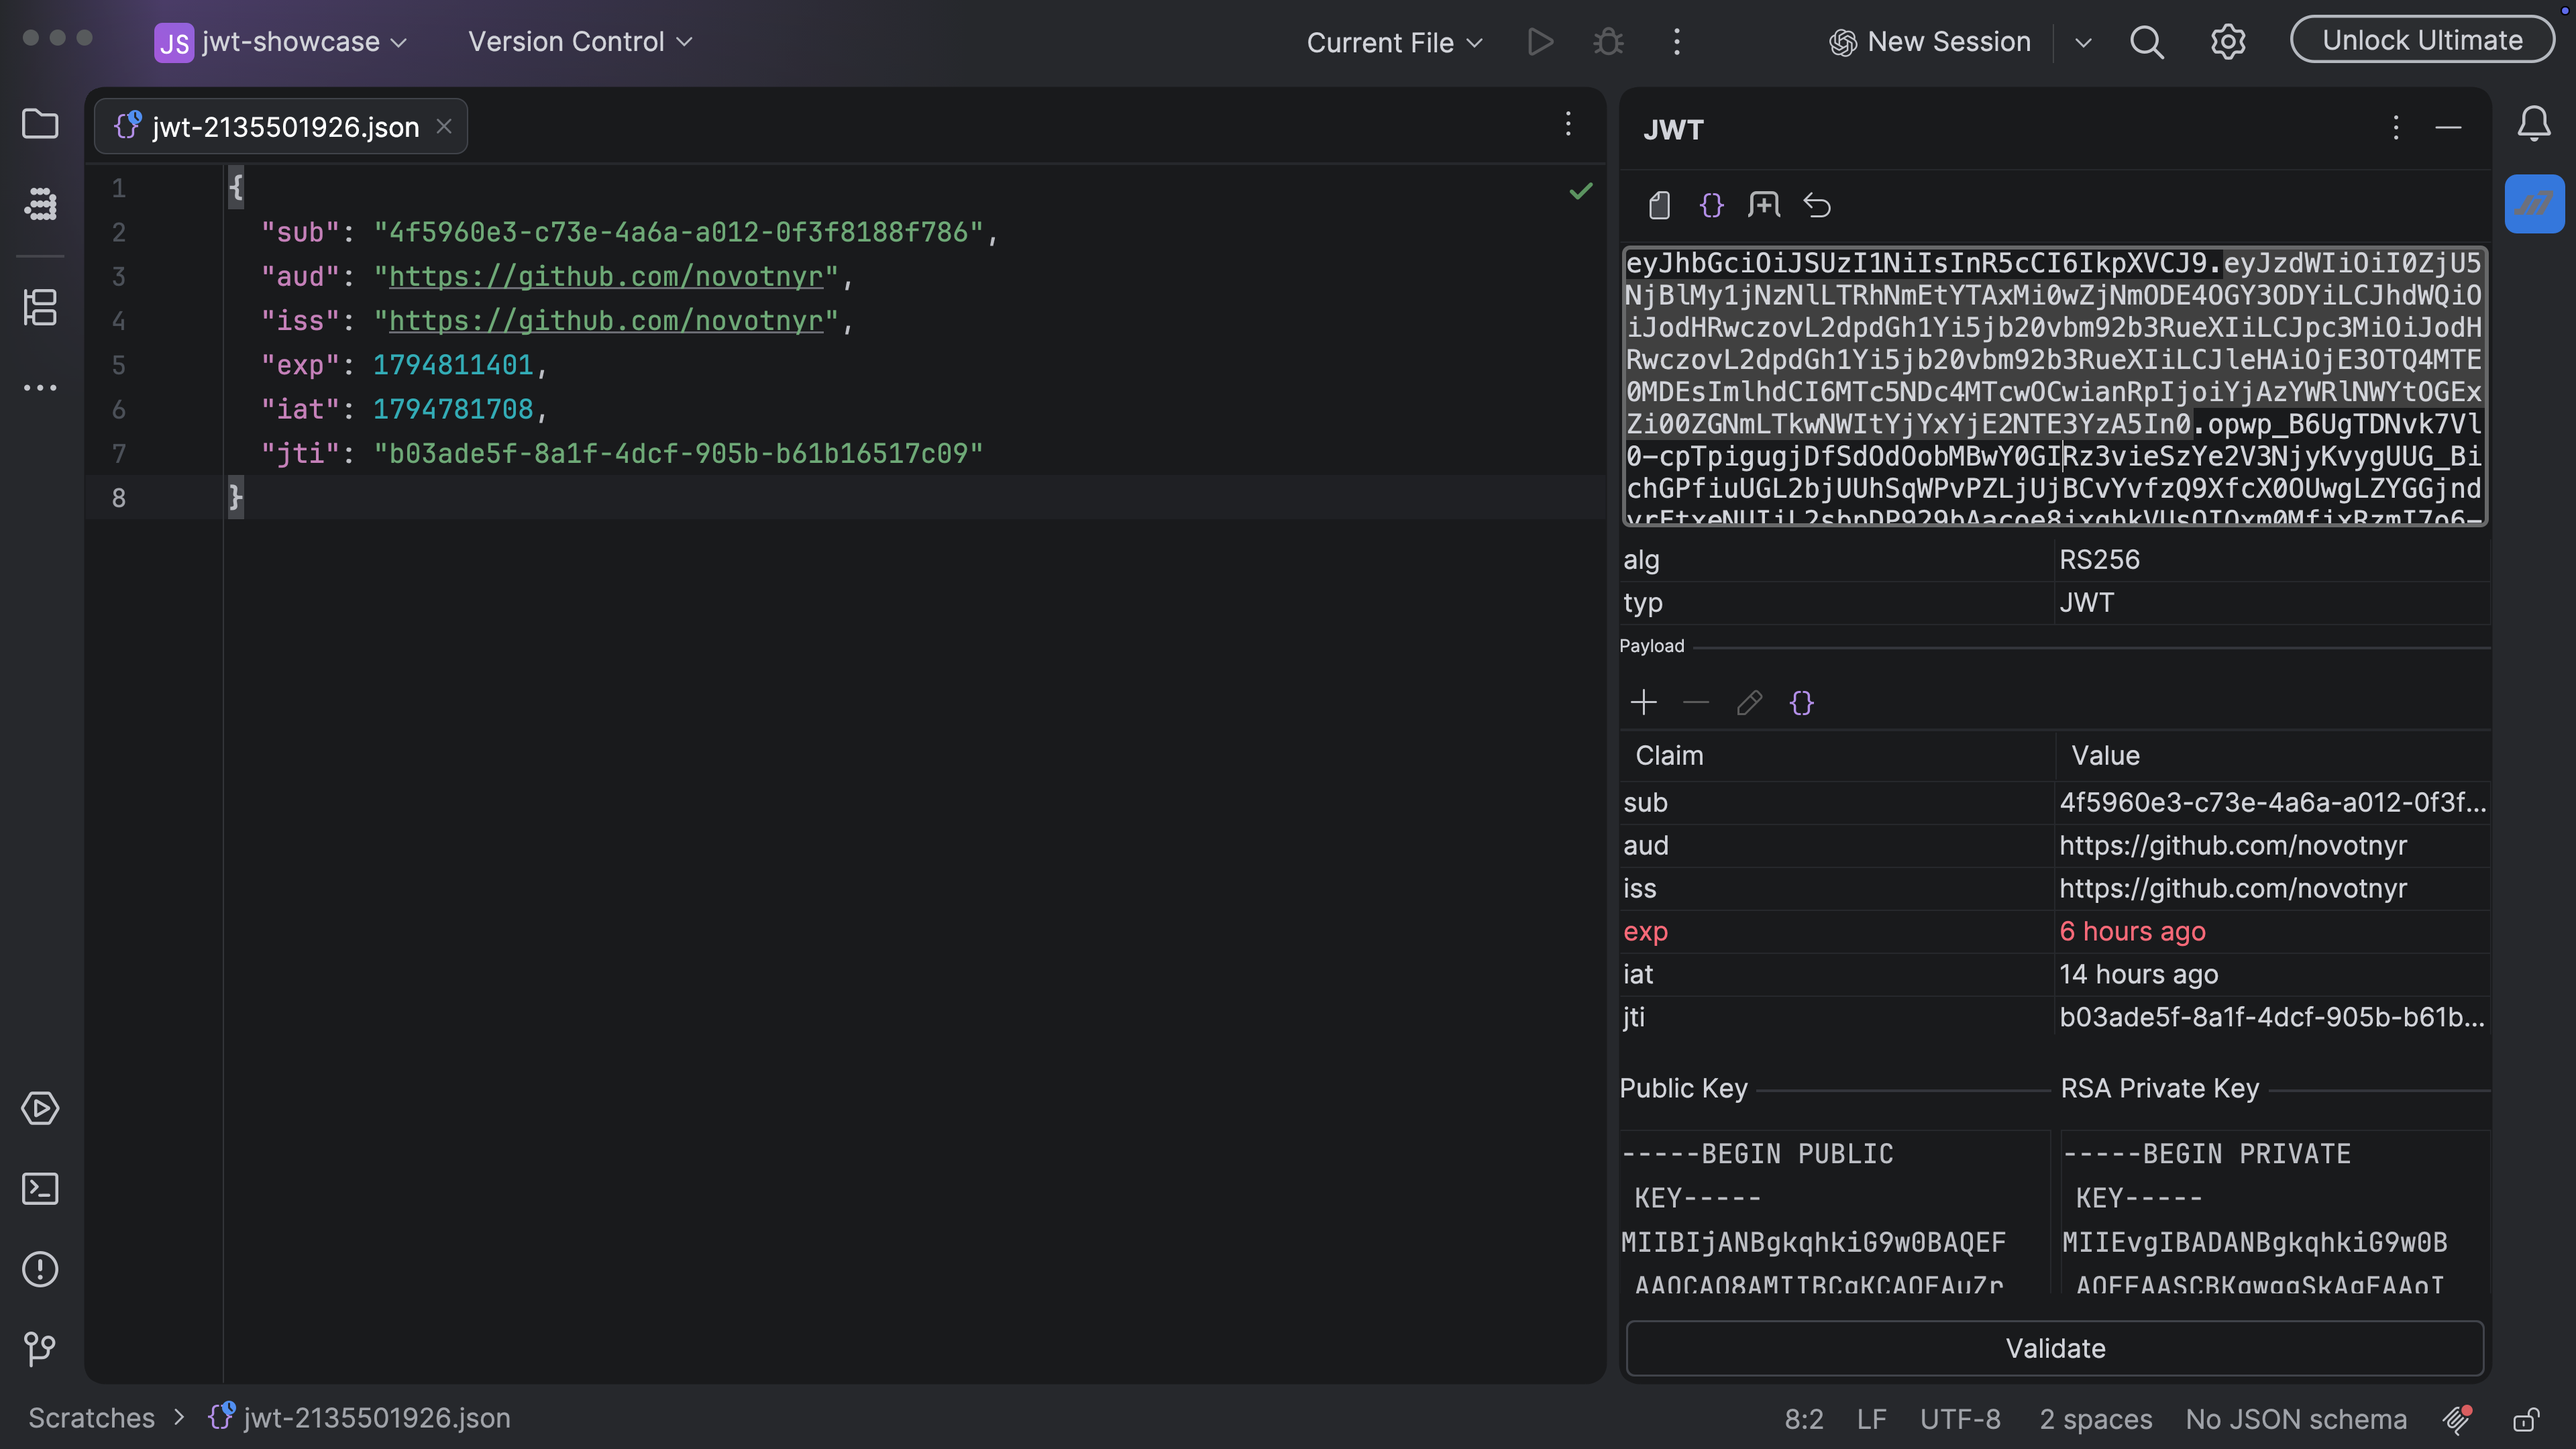 JS jwt-showcase
Version Control
Current File
New Session
Unlock Ultimate
jwt-2135501926.json
1 {
2 "sub": "4f5960e3-c73e-4a6a-a012-0f3f8188f786",
3 "aud": "https://github.com/novotnyr",
4 "iss": "https://github.com/novotnyr",
5 "exp": 1794811401,
6 "iat": 1794781708,
7 "jti": "b03ade5f-8a1f-4dcf-905b-b61b16517c09"
8 }
JWT
eyJhbGciOiJSUzI1NiIsInR5cCI6IkpXVCJ9.eyJzdWIiOiI0ZjU5
NjBlMy1jNzNlLTRhNmEtYTAxMi0wZjNmODE4OGY3ODYiLCJhdWQiO
iJodHRwczovL2dpdGh1Yi5jb20vbm92b3RueXIiLCJpc3MiOiJodH
RwczovL2dpdGh1Yi5jb20vbm92b3RueXIiLCJleHAiOjE3OTQ4MTE
0MDEsImlhdCI6MTc5NDc4MTcwOCwianRpIjoiYjAzYWRlNWYtOGEx
Zi00ZGNmLTkwNWItYjYxYjE2NTE3YzA5In0.opwp_B6UgTDNvk7Vl
0-cpTpigugjDfSdOdOobMBwY0GIRz3vieSzYe2V3NjyKvygUUG_Bi
chGPfiuUGL2bjUUhSqWPvPZLjUjBCvYvfzQ9XfcX0OUwgLZYGGjnd
alg RS256
typ JWT
Payload
Claim Value
sub 4f5960e3-c73e-4a6a-a012-0f3f...
aud https://github.com/novotnyr
iss https://github.com/novotnyr
exp 6 hours ago
iat 14 hours ago
jti b03ade5f-8a1f-4dcf-905b-b61b...
Public Key
-----BEGIN PUBLIC
KEY-----
MIIBIjANBgkqhkiG9w0BAQEF
AAOCAQ8AMIIBCgKCAQEAuZr
RSA Private Key
-----BEGIN PRIVATE
KEY-----
MIIEvgIBADANBgkqhkiG9w0B
AQEFAASCBKgwggSkAgEAAoI
Validate
Scratches
jwt-2135501926.json
8:2
LF
UTF-8
2 spaces
No JSON schema